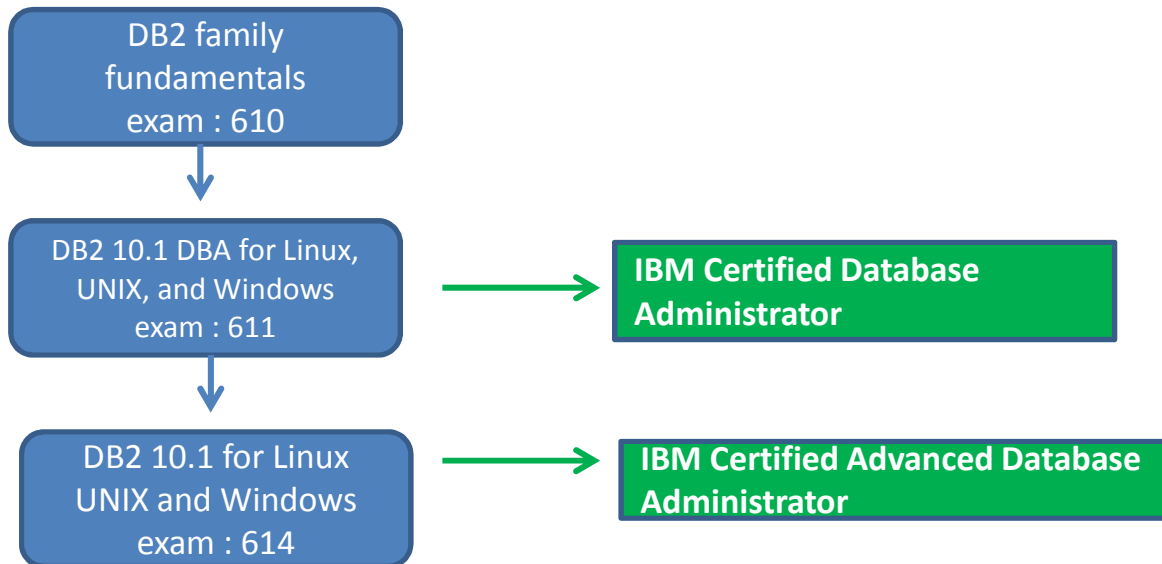 DB2 family
fundamentals
exam : 610
DB2 10.1 DBA for Linux,
UNIX, and Windows
exam : 611
IBM Certified Database
Administrator
DB2 10.1 for Linux
UNIX and Windows
exam : 614
IBM Certified Advanced Database
Administrator